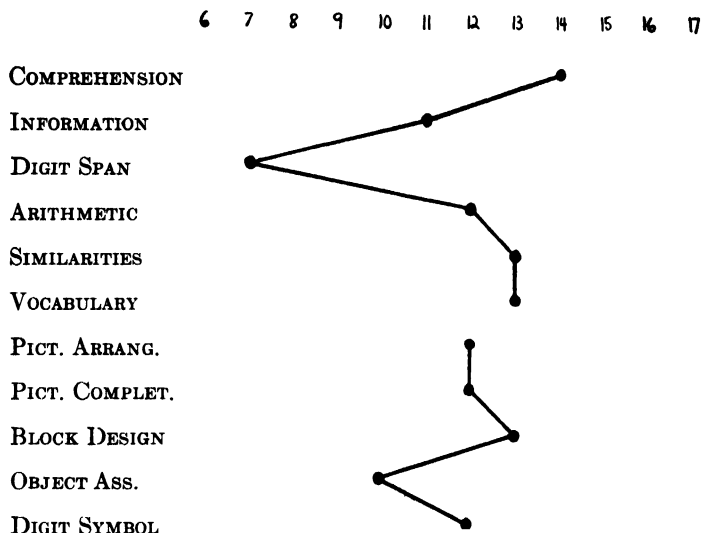 6 7 8 9 10 11 12 13 14 15 16 17
COMPREHENSION
INFORMATION
DIGIT SPAN
ARITHMETIC
SIMILARITIES
VOCABULARY
PICT. ARRANG.
PICT. COMPLET.
BLOCK DESIGN
OBJECT ASS.
DIGIT SYMBOL